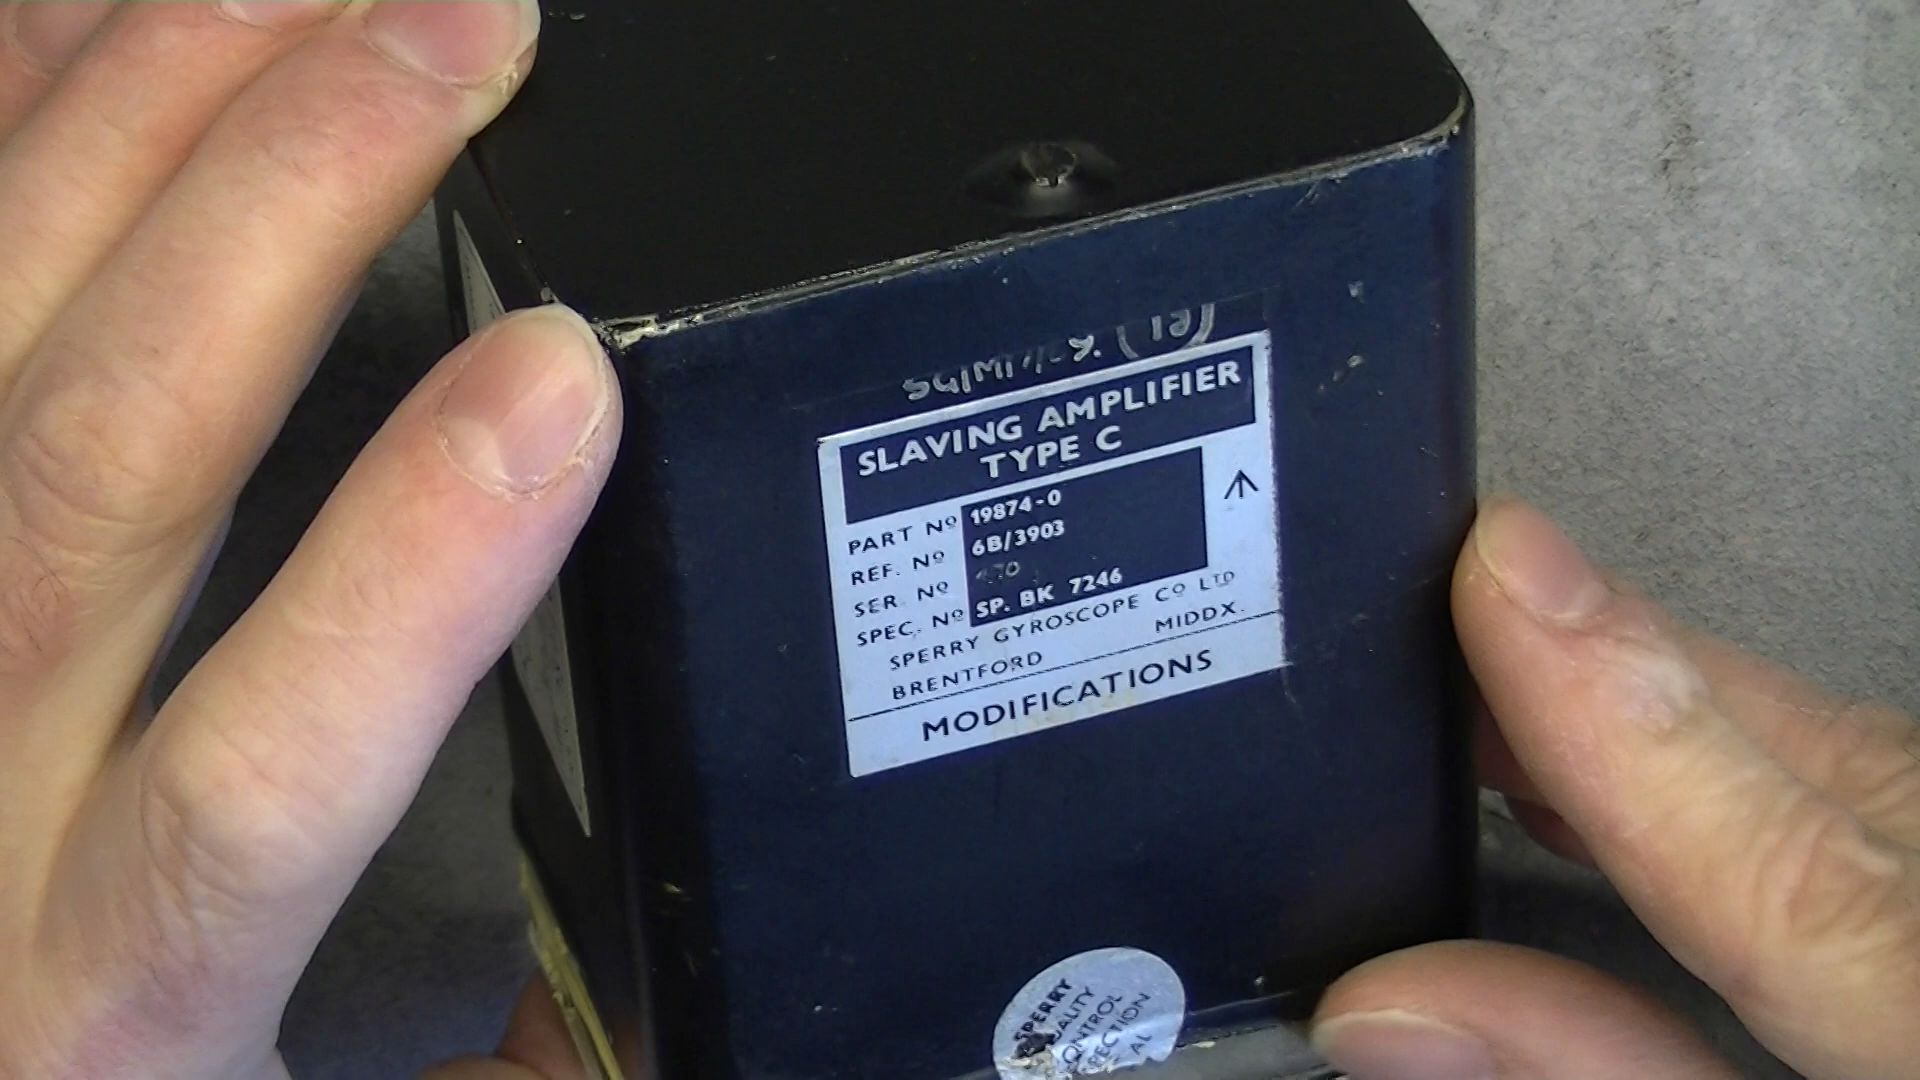 SLAVING AMPLIFIER
TYPE C
PART Nº 19874-0
REF. Nº 6B/3903
SER. Nº
SPEC. Nº SP. BK 7246
SPERRY GYROSCOPE Cº LTD
BRENTFORD MIDDX.
MODIFICATIONS
SPERRY
CONTROL